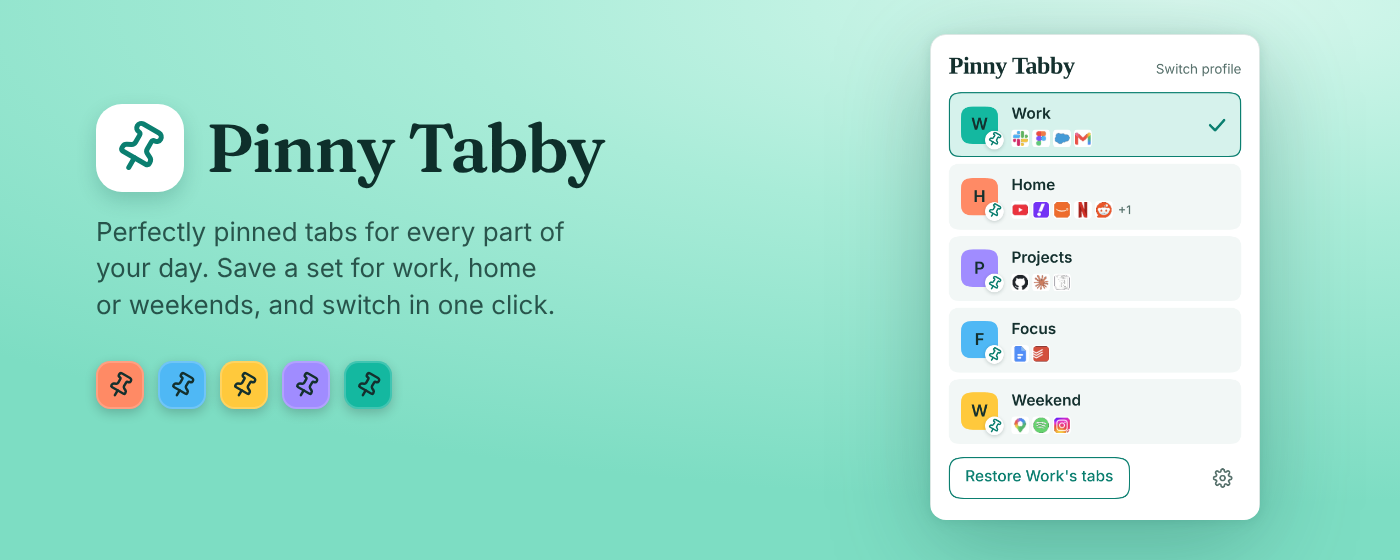 Pinny Tabby
Perfectly pinned tabs for every part of
your day. Save a set for work, home
or weekends, and switch in one click.
Pinny Tabby
Switch profile
W
Work
H
Home
+1
P
Projects
F
Focus
W
Weekend
Restore Work's tabs